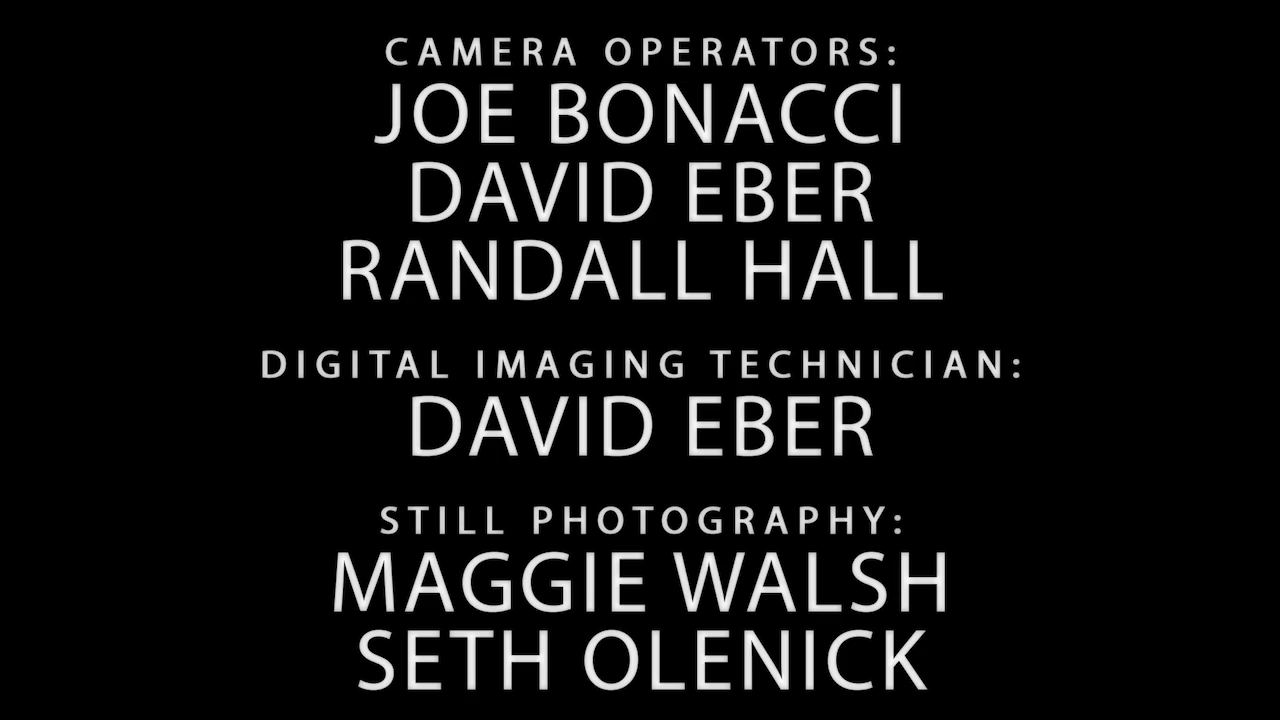 CAMERA OPERATORS:
JOE BONACCI
DAVID EBER
RANDALL HALL
DIGITAL IMAGING TECHNICIAN:
DAVID EBER
STILL PHOTOGRAPHY:
MAGGIE WALSH
SETH OLENICK